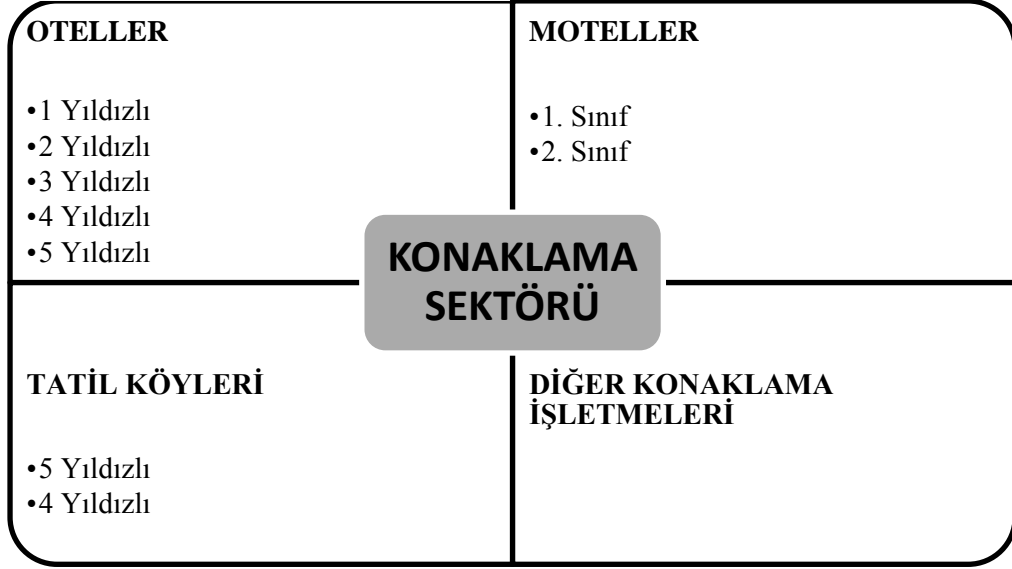 OTELLER
•1 Yıldızlı
•2 Yıldızlı
•3 Yıldızlı
•4 Yıldızlı
•5 Yıldızlı
MOTELLER
•1. Sınıf
•2. Sınıf
KONAKLAMA
SEKTÖRÜ
TATİL KÖYLERİ
•5 Yıldızlı
•4 Yıldızlı
DİĞER KONAKLAMA
İŞLETMELERİ